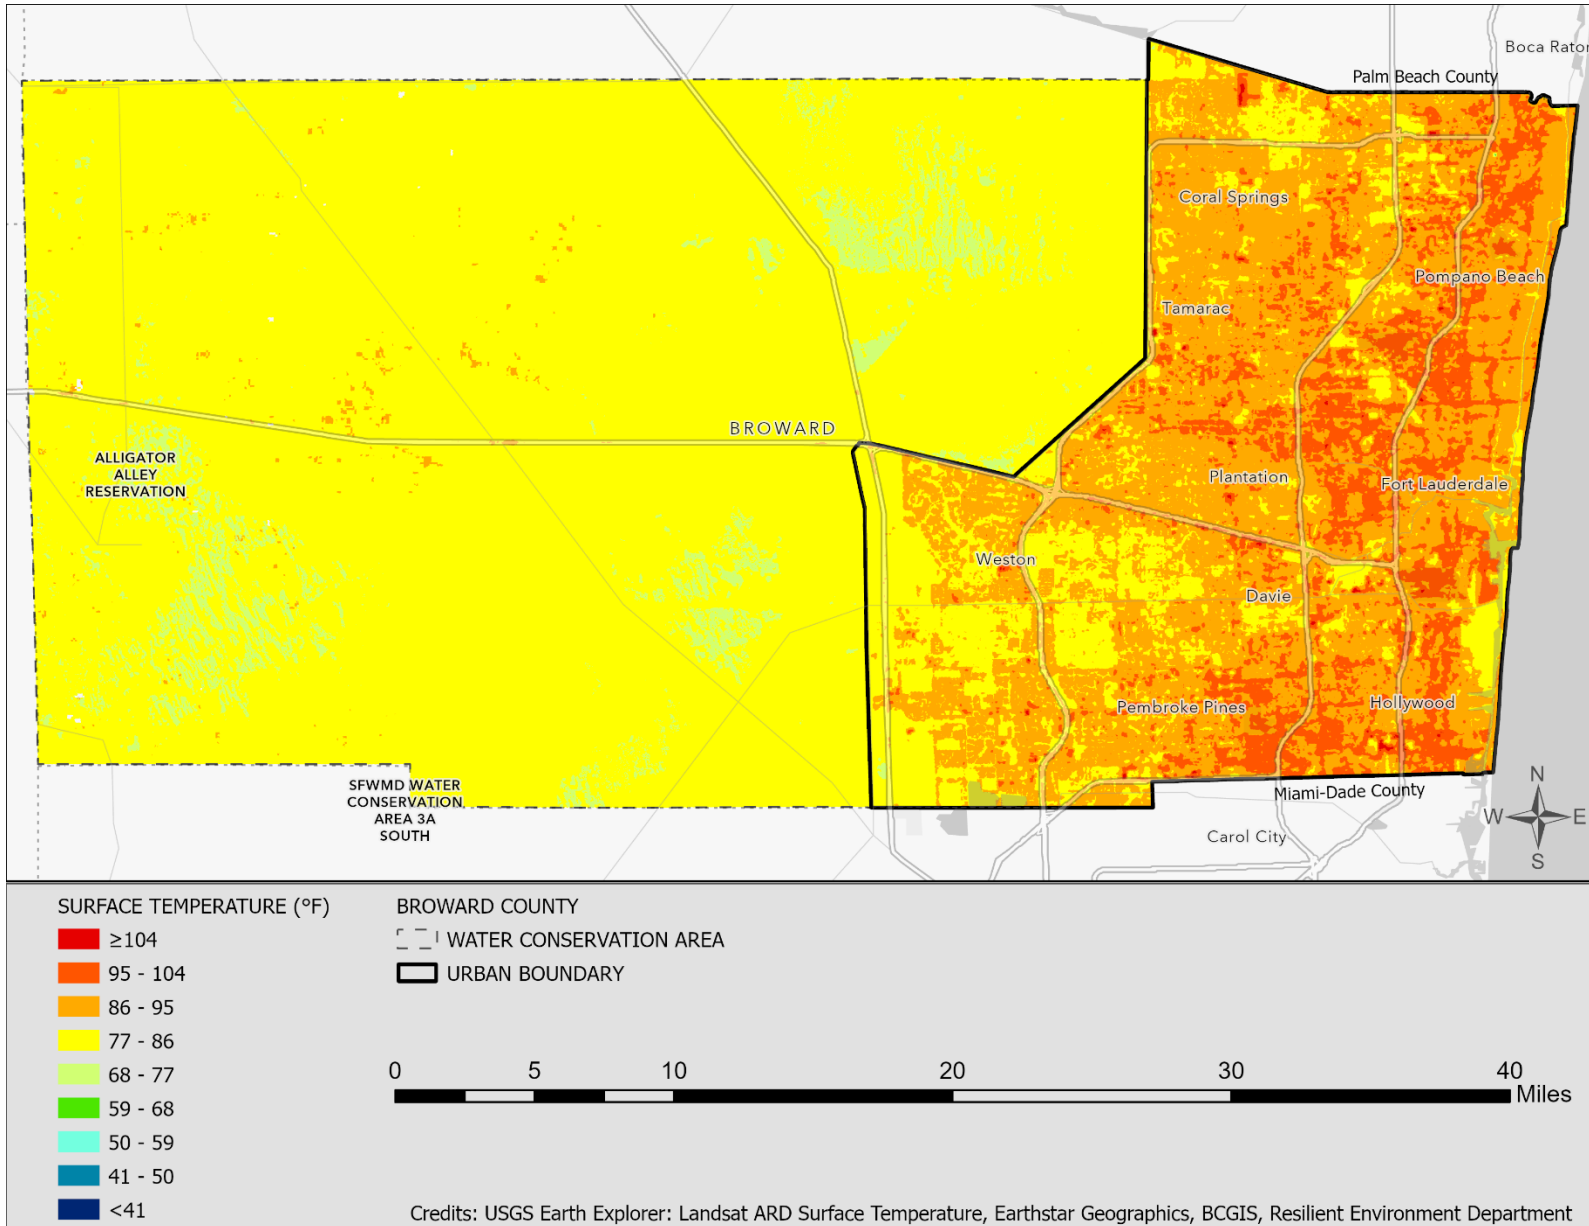 Boca Raton
Palm Beach County
Coral Springs
Pompano Beach
Tamarac
BROWARD
ALLIGATOR
ALLEY
RESERVATION
Plantation
Fort Lauderdale
Weston
Davie
Pembroke Pines
Hollywood
SFWMD WATER
CONSERVATION
AREA 3A
SOUTH
Miami-Dade County
Carol City
N
W
E
S
SURFACE TEMPERATURE (°F)
≥104
95 - 104
86 - 95
77 - 86
68 - 77
59 - 68
50 - 59
41 - 50
<41
BROWARD COUNTY
WATER CONSERVATION AREA
URBAN BOUNDARY
0 5 10 20 30 40
Miles
Credits: USGS Earth Explorer: Landsat ARD Surface Temperature, Earthstar Geographics, BCGIS, Resilient Environment Department